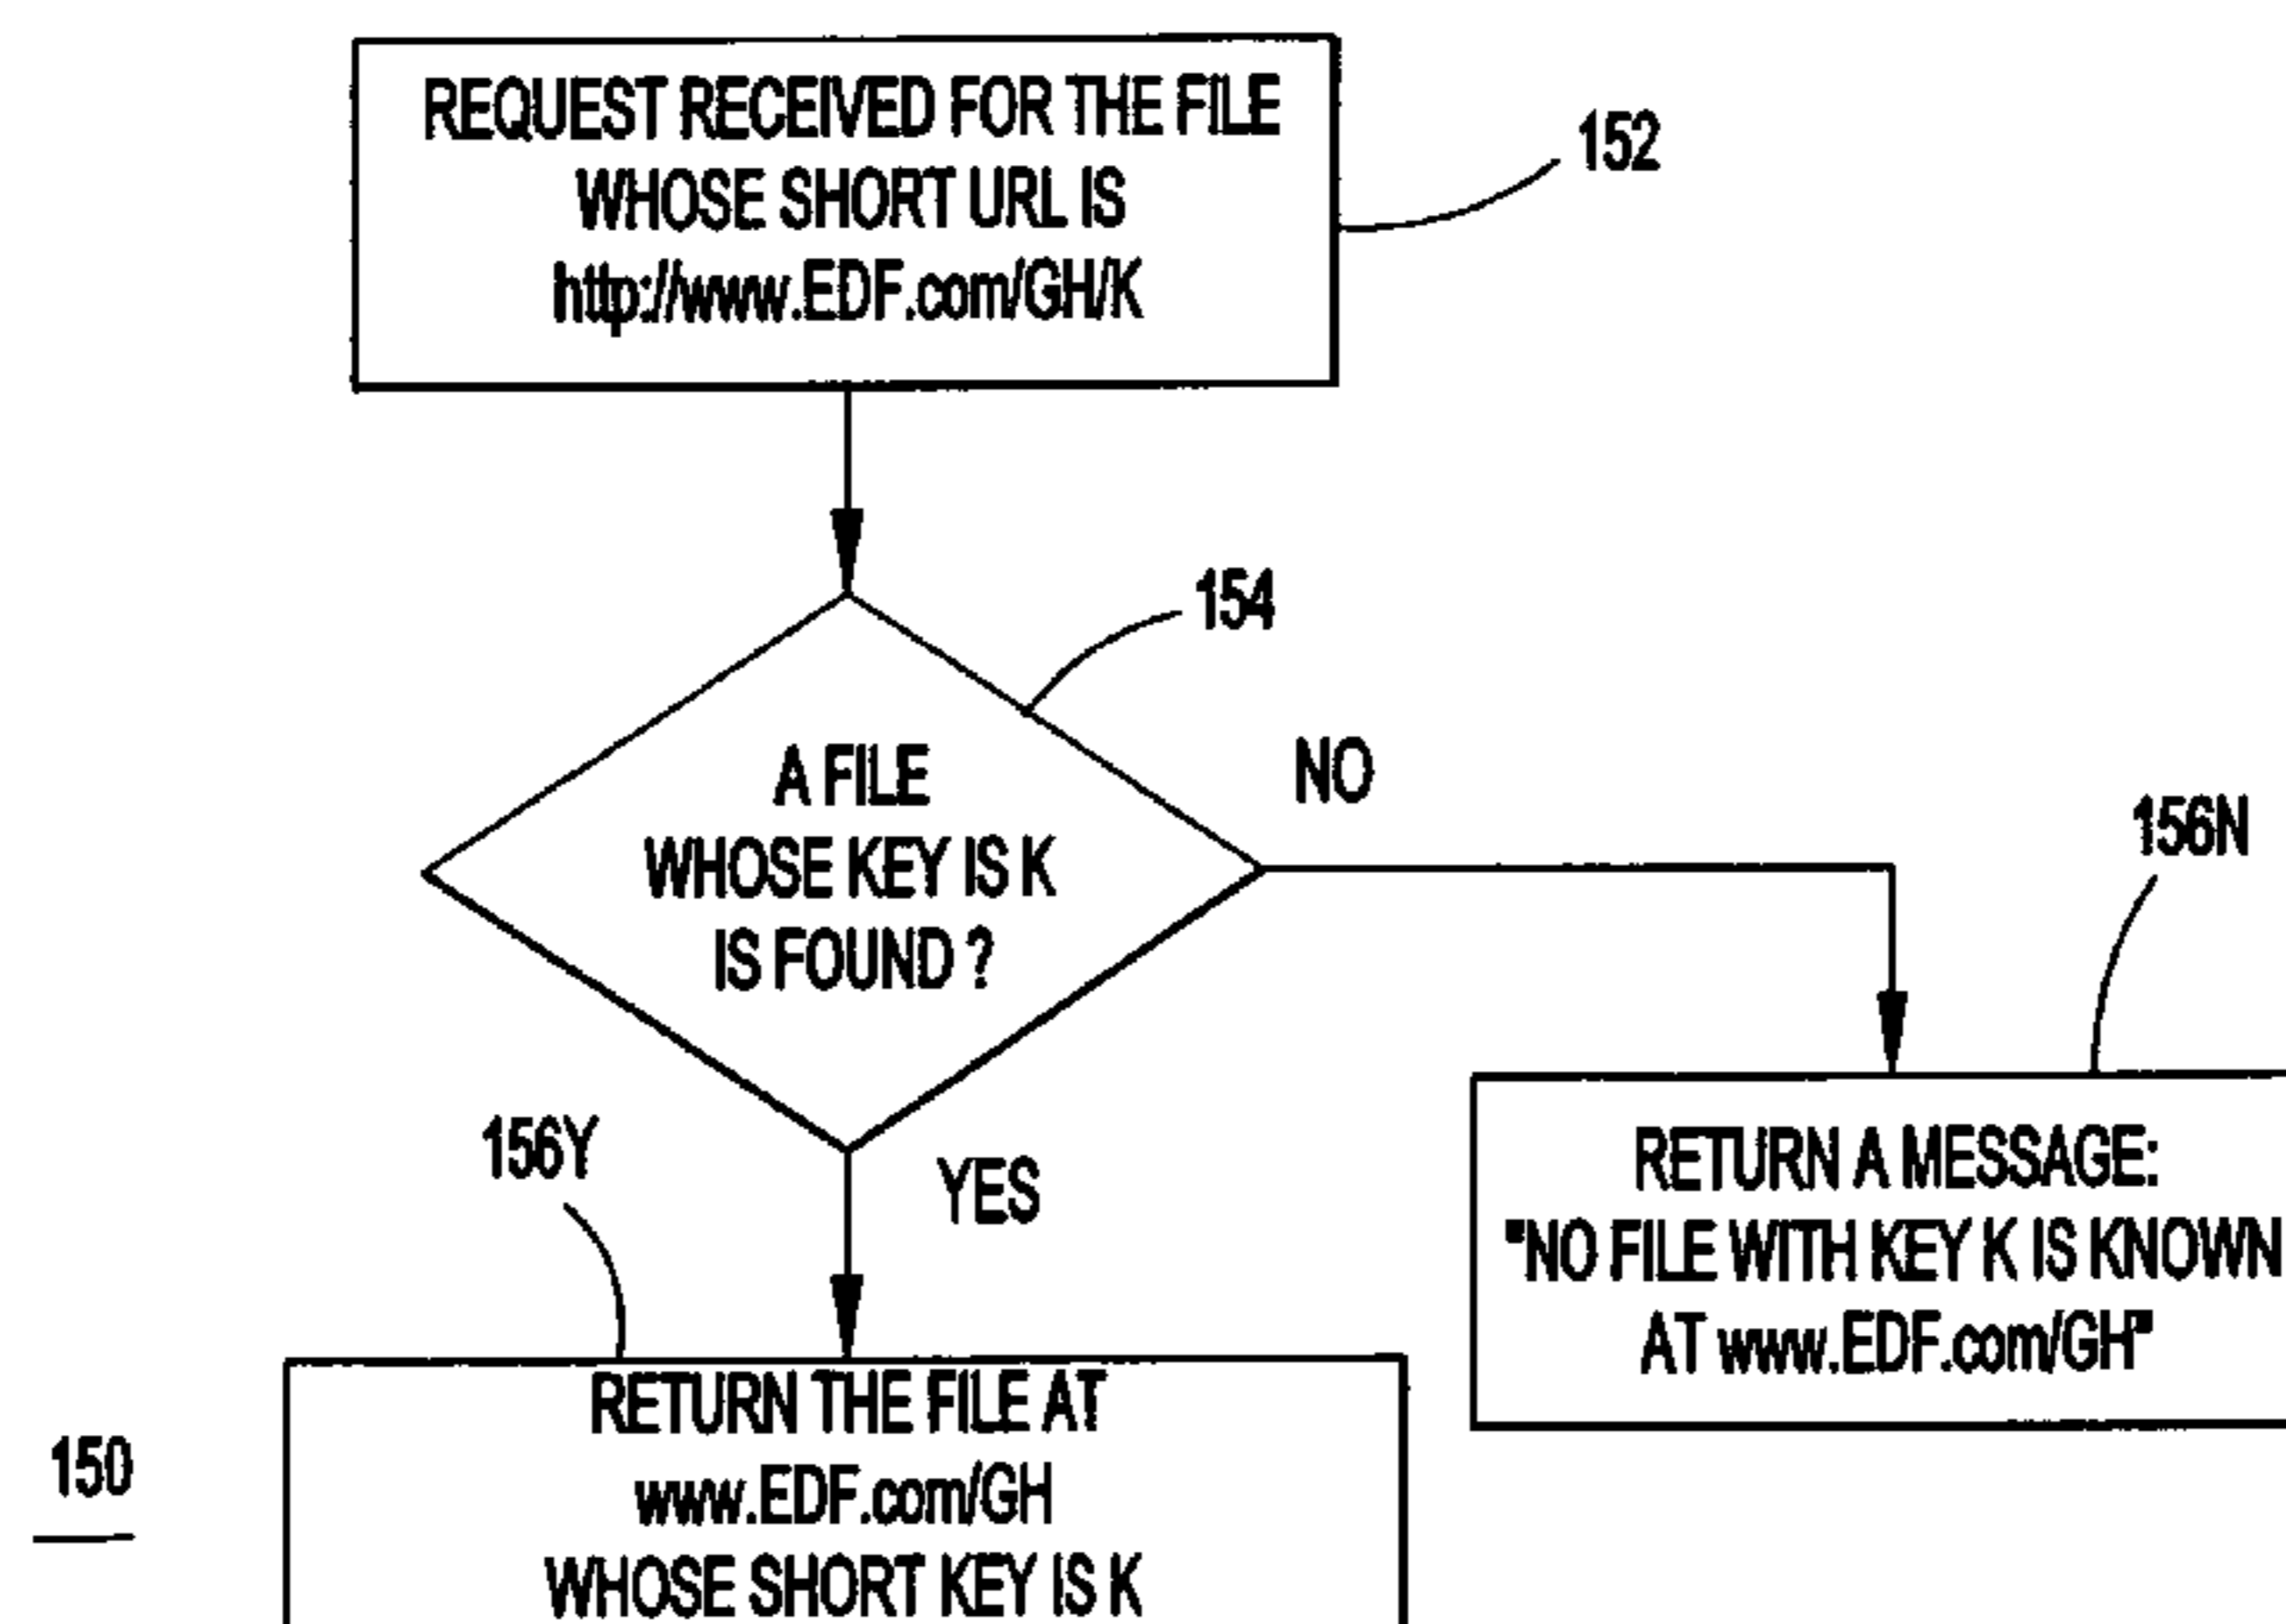 REQUEST RECEIVED FOR THE FILE
WHOSE SHORT URL IS
http://www.EDF.com/GH/K
152
154
A FILE
WHOSE KEY IS K
IS FOUND ?
NO
156N
RETURN A MESSAGE:
"NO FILE WITH KEY K IS KNOWN
AT www.EDF.com/GH"
156Y
YES
RETURN THE FILE AT
www.EDF.com/GH
WHOSE SHORT KEY IS K
150